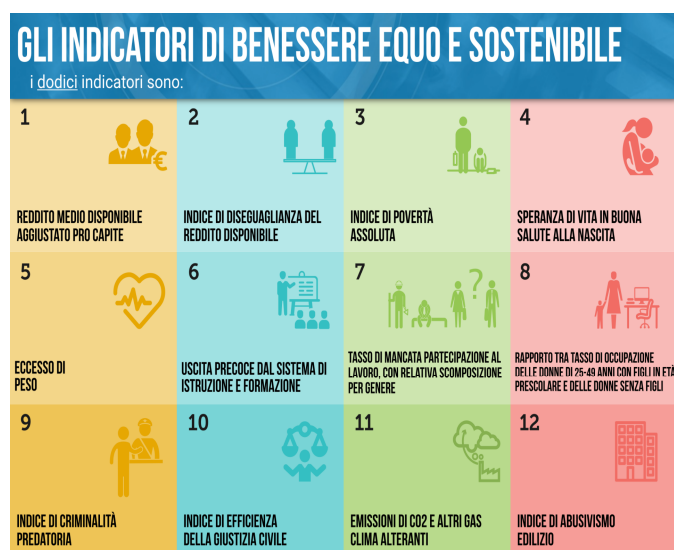 GLI INDICATORI DI BENESSERE EQUO E SOSTENIBILE
i dodici indicatori sono:
1
REDDITO MEDIO DISPONIBILE
AGGIUSTATO PRO CAPITE
2
INDICE DI DISEGUAGLIANZA DEL
REDDITO DISPONIBILE
3
INDICE DI POVERTÀ
ASSOLUTA
4
SPERANZA DI VITA IN BUONA
SALUTE ALLA NASCITA
5
ECCESSO DI
PESO
6
USCITA PRECOCE DAL SISTEMA DI
ISTRUZIONE E FORMAZIONE
7
?
TASSO DI MANCATA PARTECIPAZIONE AL
LAVORO, CON RELATIVA SCOMPOSIZIONE
PER GENERE
8
RAPPORTO TRA TASSO DI OCCUPAZIONE
DELLE DONNE DI 25-49 ANNI CON FIGLI IN ETÀ
PRESCOLARE E DELLE DONNE SENZA FIGLI
9
INDICE DI CRIMINALITÀ
PREDATORIA
10
INDICE DI EFFICIENZA
DELLA GIUSTIZIA CIVILE
11
EMISSIONI DI CO2 E ALTRI GAS
CLIMA ALTERANTI
12
INDICE DI ABUSIVISMO
EDILIZIO